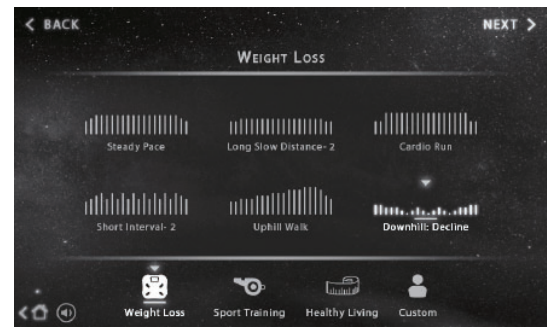 BACK
NEXT
WEIGHT LOSS
Steady Pace
Long Slow Distance- 2
Cardio Run
Short Interval- 2
Uphill Walk
Downhill: Decline
Weight Loss
Sport Training
Healthy Living
Custom